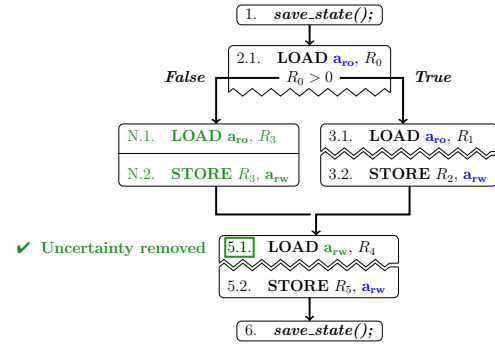 1. save_state();
2.1. LOAD a_ro, R_0
False R_0 > 0 True
N.1. LOAD a_ro, R_3
N.2. STORE R_3, a_rw
3.1. LOAD a_ro, R_1
3.2. STORE R_2, a_rw
✔ Uncertainty removed 5.1. LOAD a_rw, R_4
5.2. STORE R_5, a_rw
6. save_state();